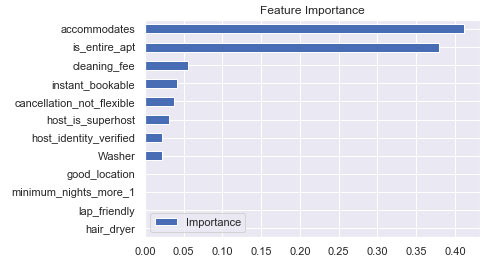 Feature Importance
accommodates
is_entire_apt
cleaning_fee
instant_bookable
cancellation_not_flexible
host_is_superhost
host_identity_verified
Washer
good_location
minimum_nights_more_1
lap_friendly
hair_dryer
Importance
0.00 0.05 0.10 0.15 0.20 0.25 0.30 0.35 0.40